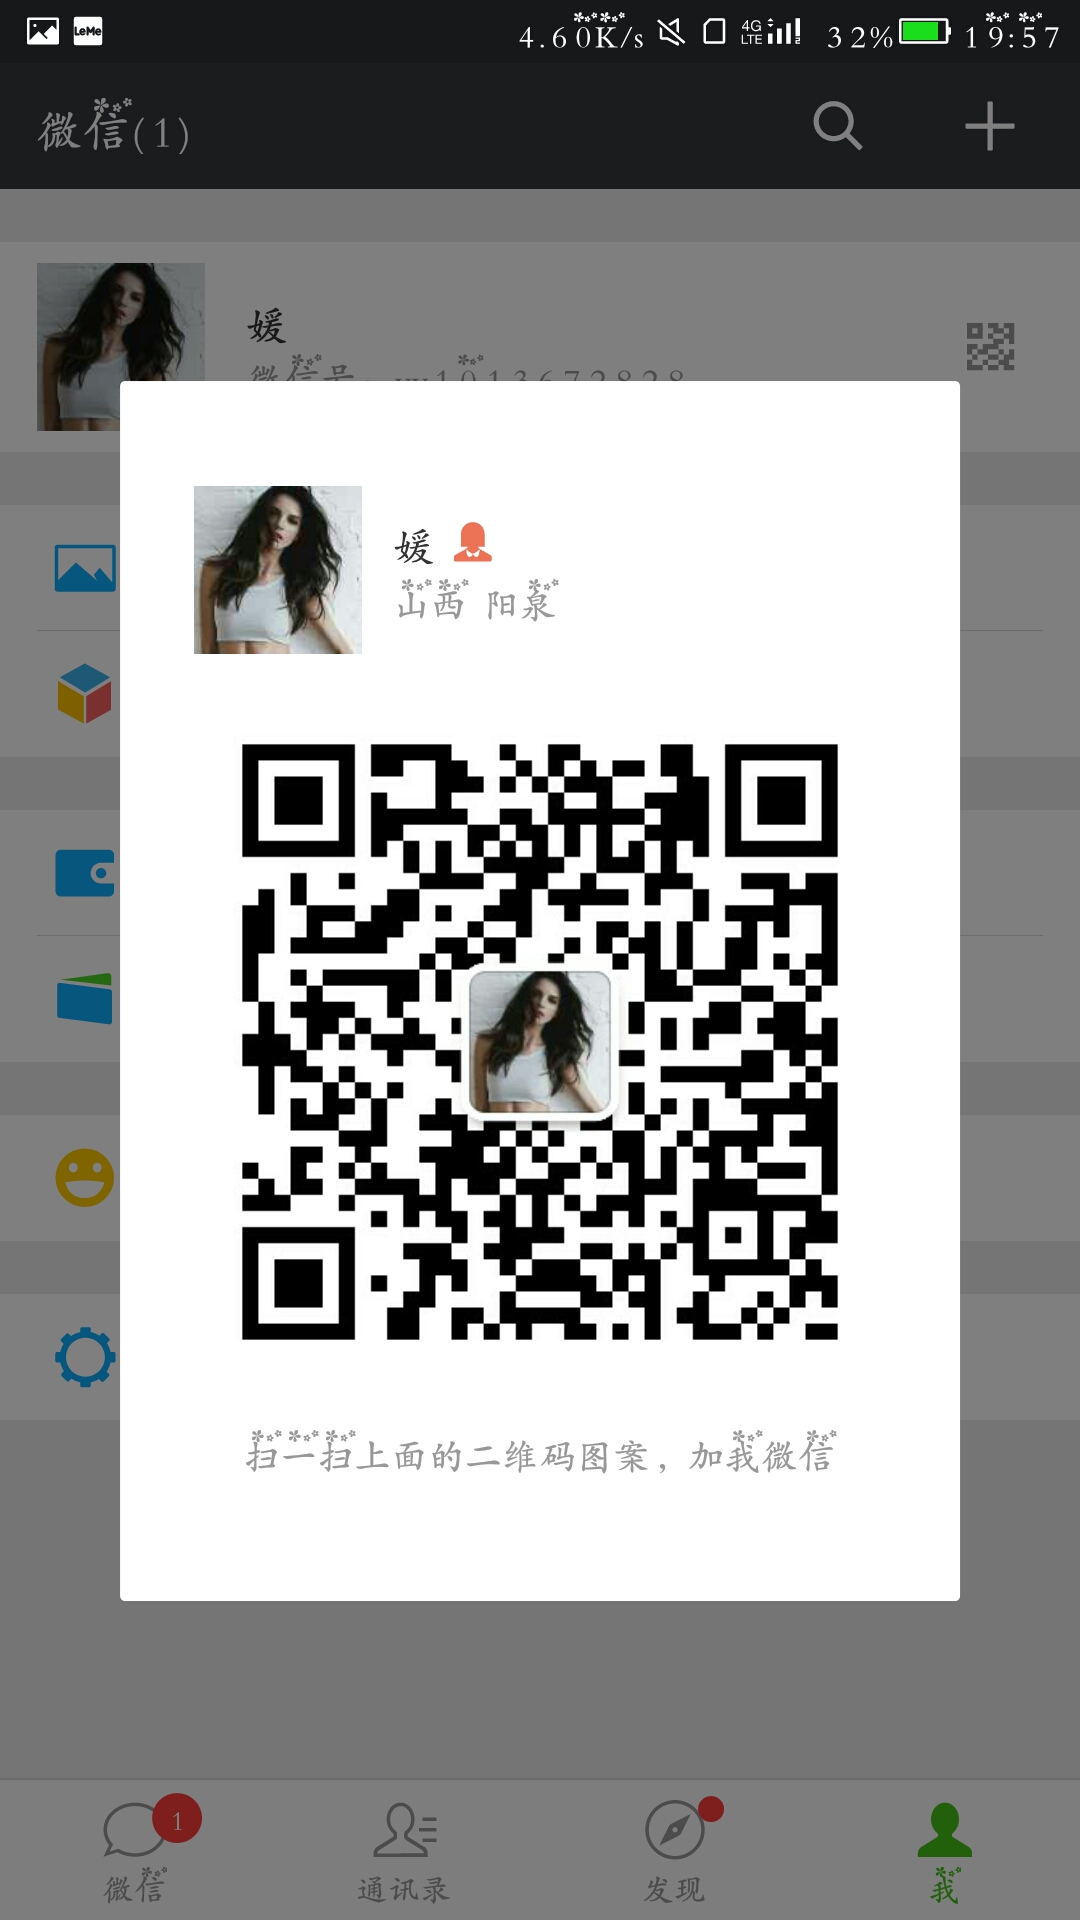 LeMe 4.60K/s 4G LTE 2 32% 19:57
微信(1)
媛
微信号: yy1013672828
媛
山西 阳泉
扫一扫上面的二维码图案，加我微信
1
微信 通讯录 发现 我